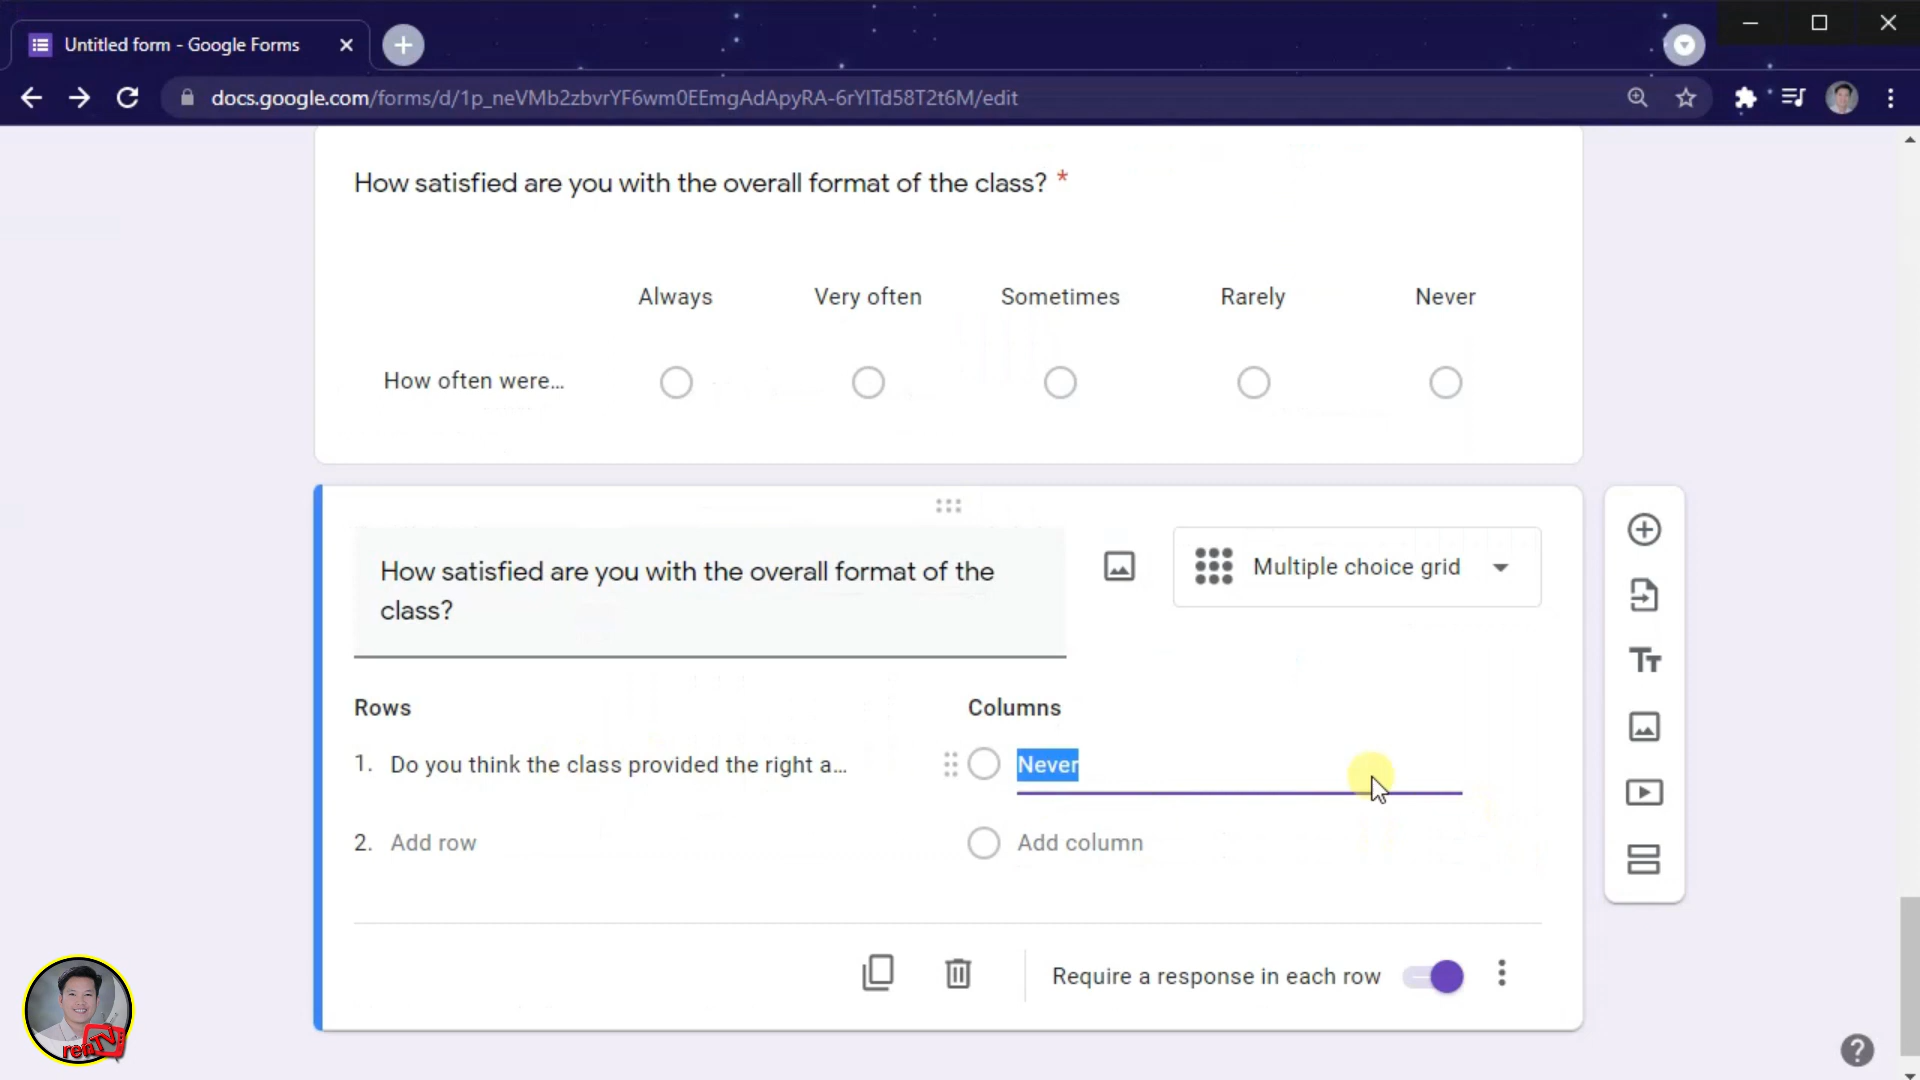 Untitled form - Google Forms
docs.google.com/forms/d/1p_neVMb2zbvrYF6wm0EEmgAdApyRA-6rYlTd58T2t6M/edit
How satisfied are you with the overall format of the class? *
Always Very often Sometimes Rarely Never
How often were...
How satisfied are you with the overall format of the
class?
Multiple choice grid
Rows Columns
1. Do you think the class provided the right a... Never
2. Add row Add column
Require a response in each row
renTV